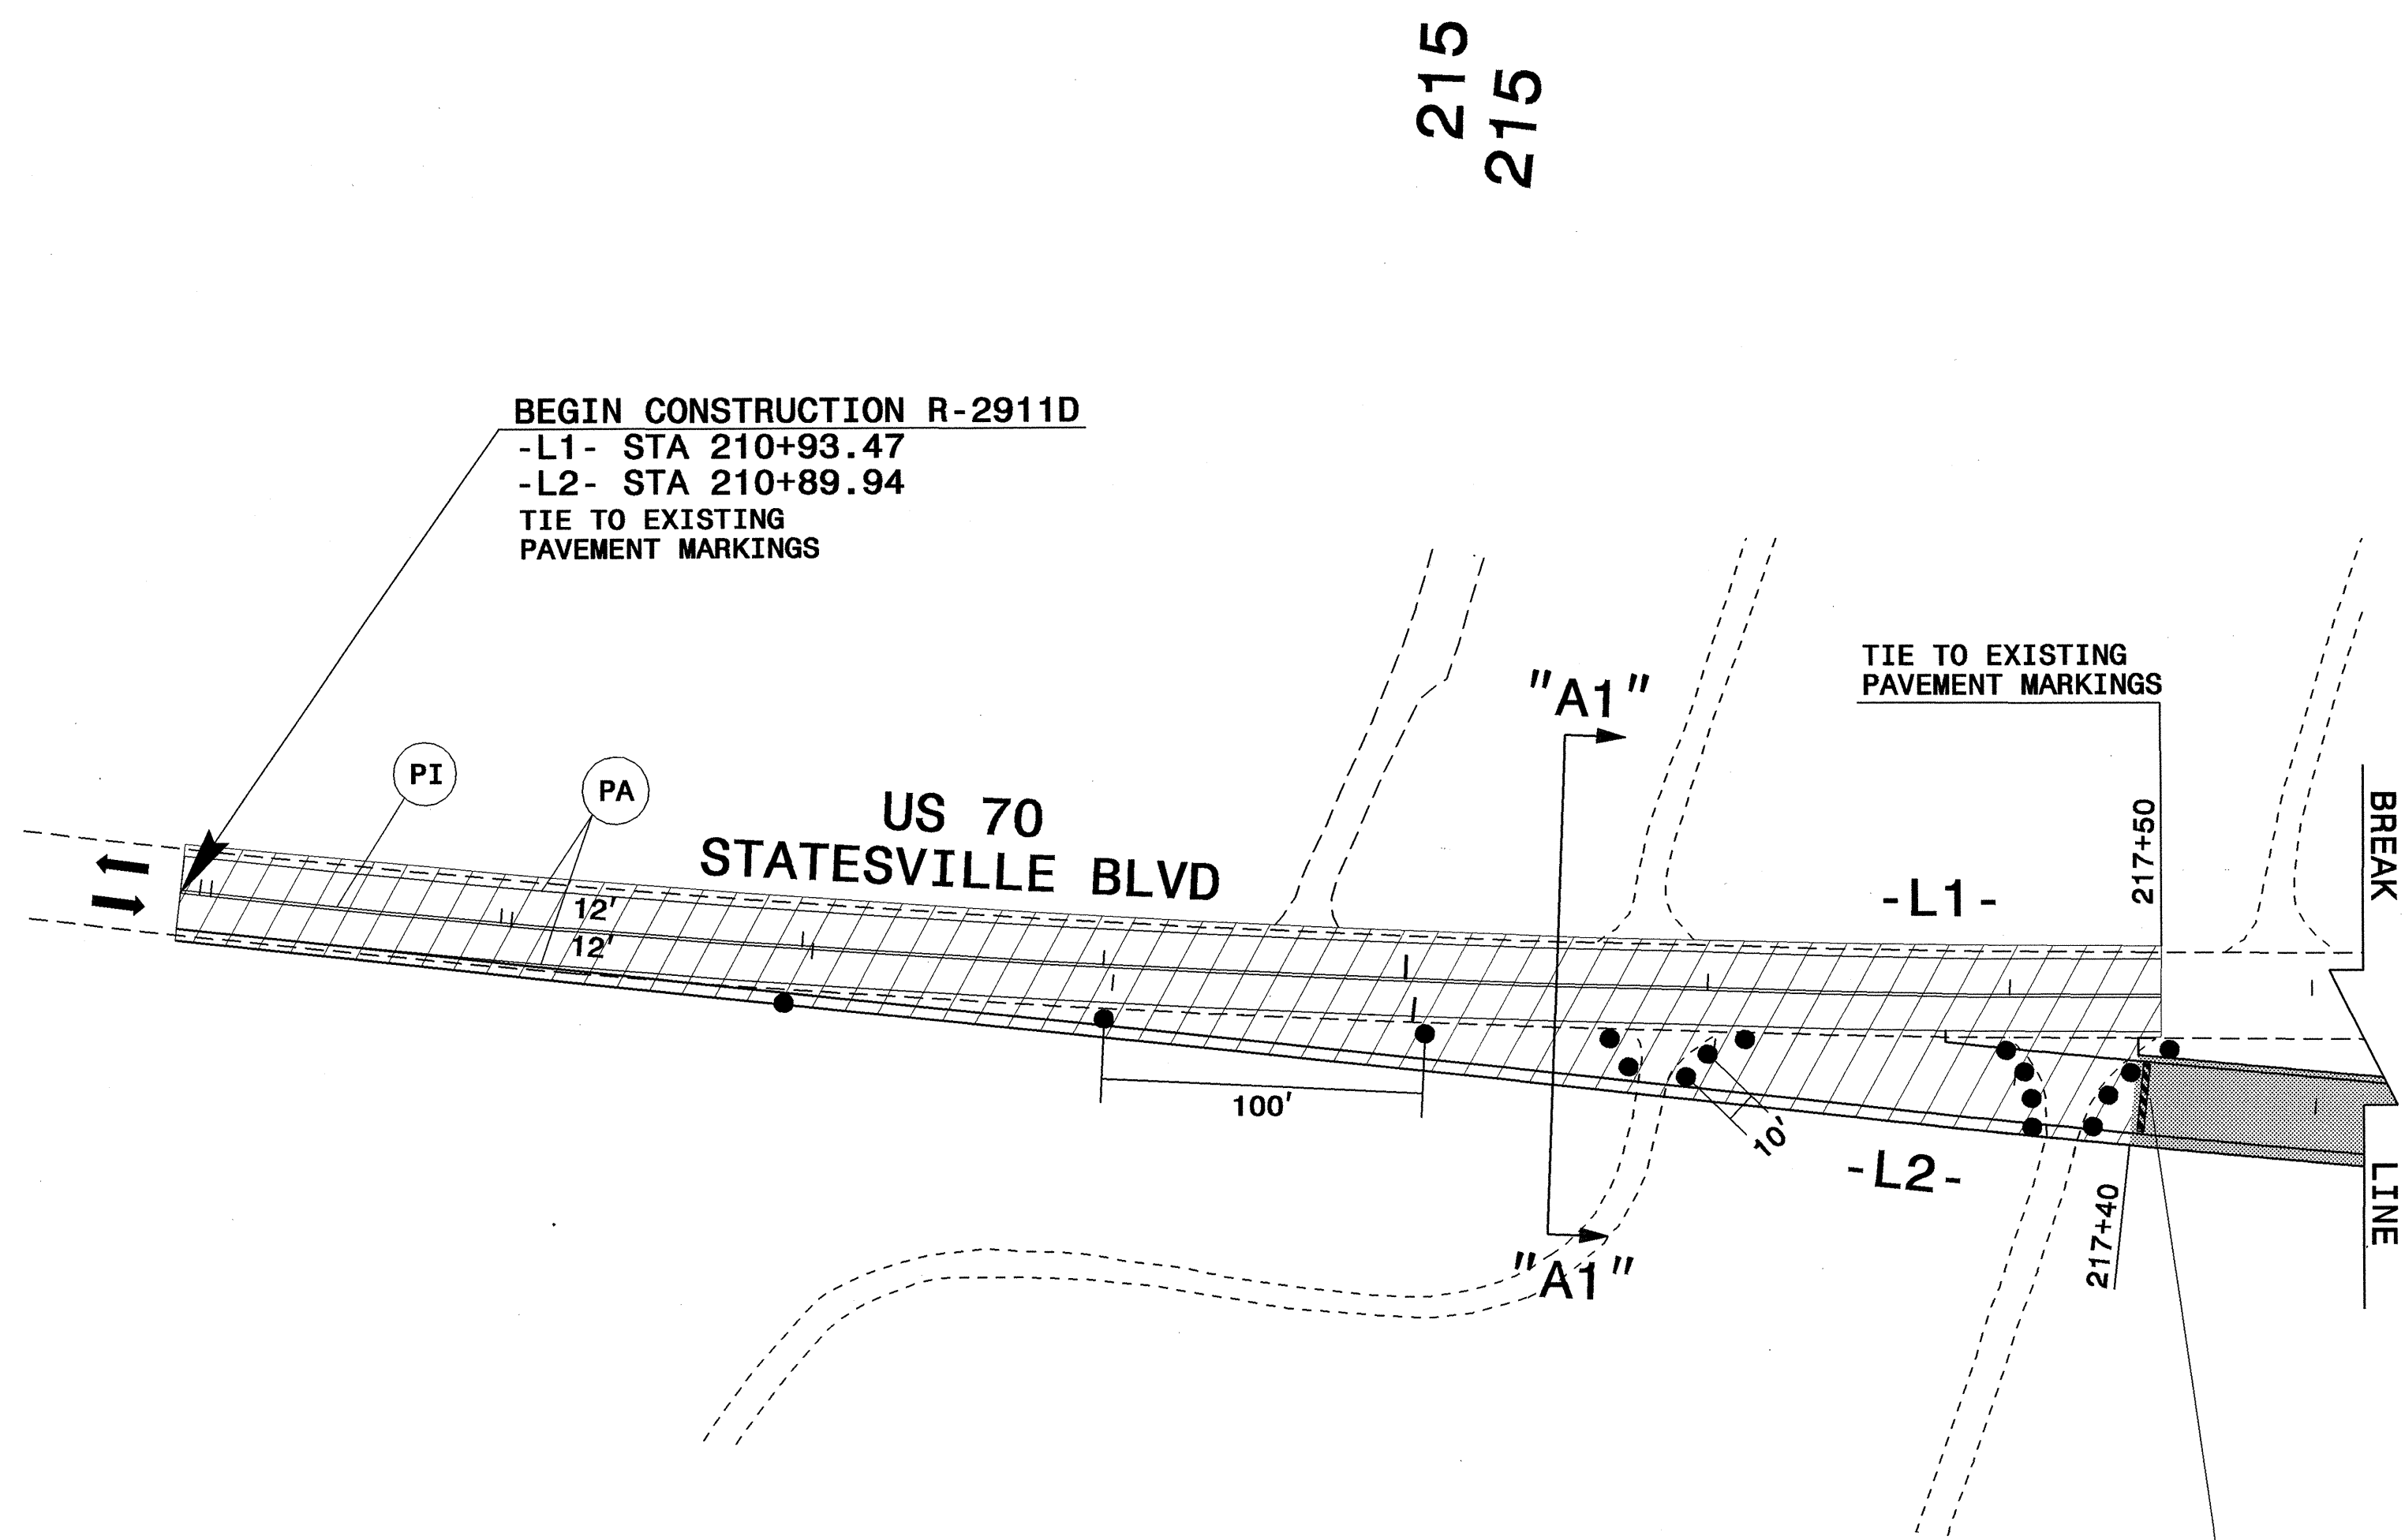 215
215
BEGIN CONSTRUCTION R-2911D
-L1- STA 210+93.47
-L2- STA 210+89.94
TIE TO EXISTING
PAVEMENT MARKINGS
TIE TO EXISTING
PAVEMENT MARKINGS
"A1"
PI
PA
US 70
STATESVILLE BLVD
217+50
BREAK
-L1-
12'
12'
100'
10'
-L2-
217+40
LINE
"A1"